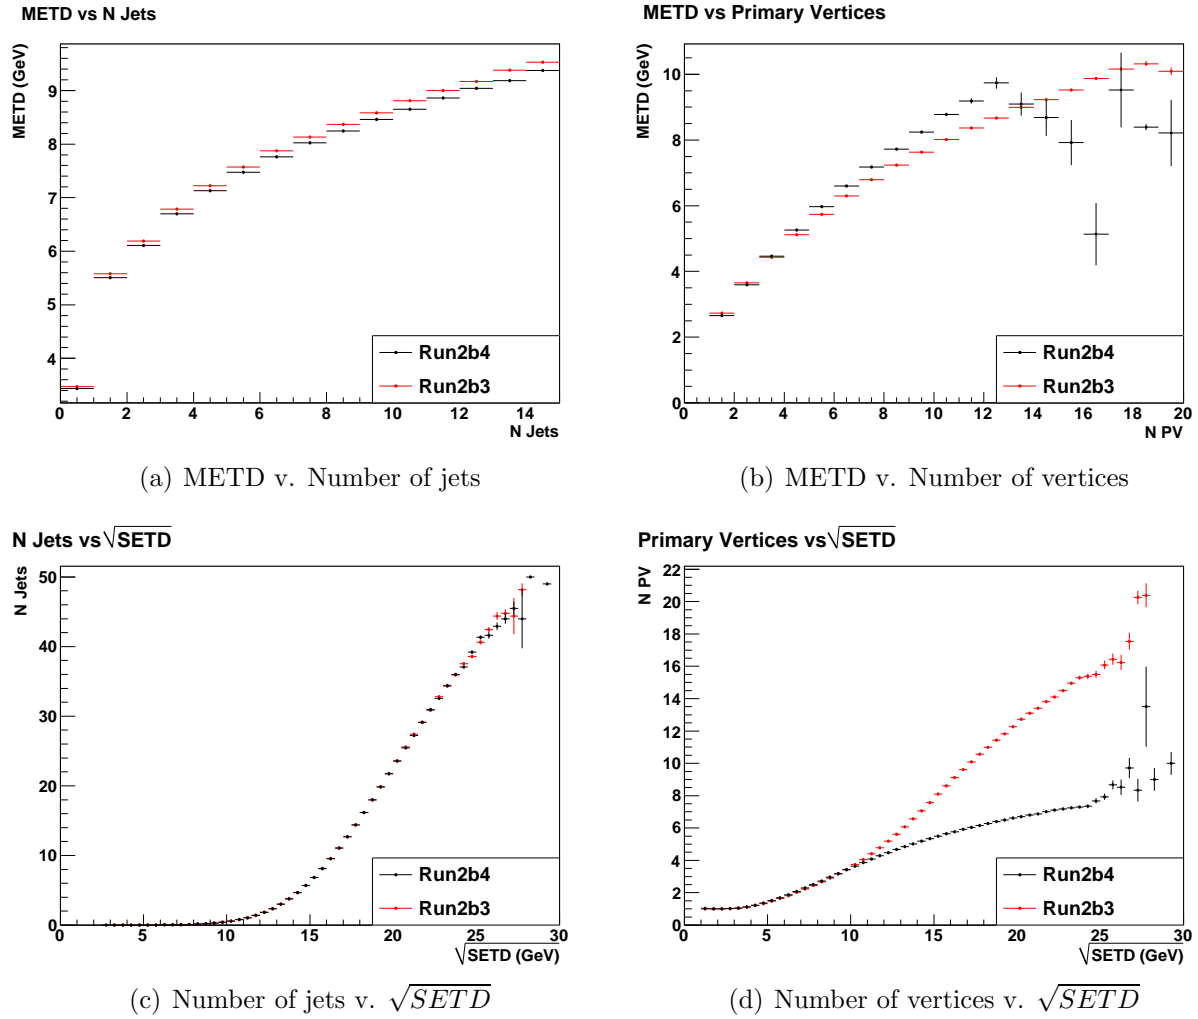 METD vs N Jets
METD (GeV)
9
8
7
6
5
4
0 2 4 6 8 10 12 14
N Jets
Run2b4
Run2b3
(a) METD v. Number of jets
METD vs Primary Vertices
METD (GeV)
10
8
6
4
2
0
0 2 4 6 8 10 12 14 16 18 20
N PV
Run2b4
Run2b3
(b) METD v. Number of vertices
N Jets vs √SETD
N Jets
50
40
30
20
10
0
0 5 10 15 20 25 30
√SETD (GeV)
Run2b4
Run2b3
(c) Number of jets v. √SETD
Primary Vertices vs √SETD
N PV
22
20
18
16
14
12
10
8
6
4
2
0
0 5 10 15 20 25 30
√SETD (GeV)
Run2b4
Run2b3
(d) Number of vertices v. √SETD